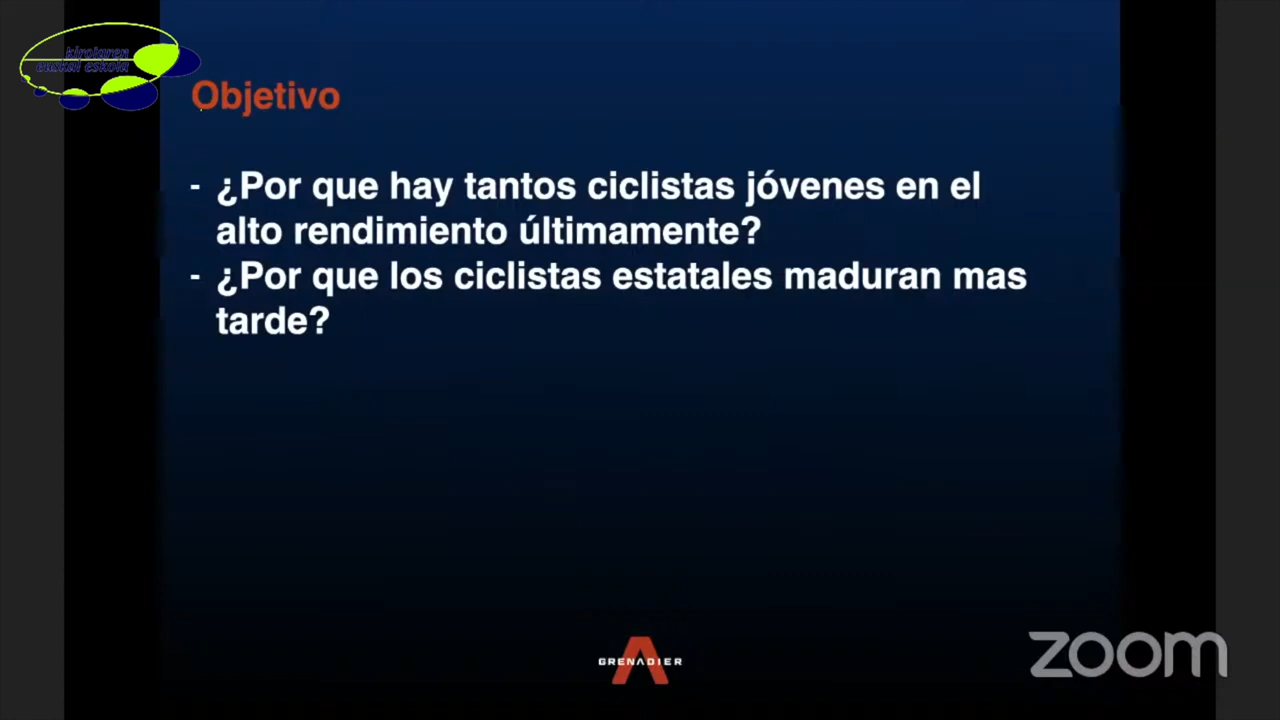 kirolaren
euskal eskola
Objetivo
- ¿Por que hay tantos ciclistas jóvenes en el
alto rendimiento últimamente?
- ¿Por que los ciclistas estatales maduran mas
tarde?
GRENADIER
zoom